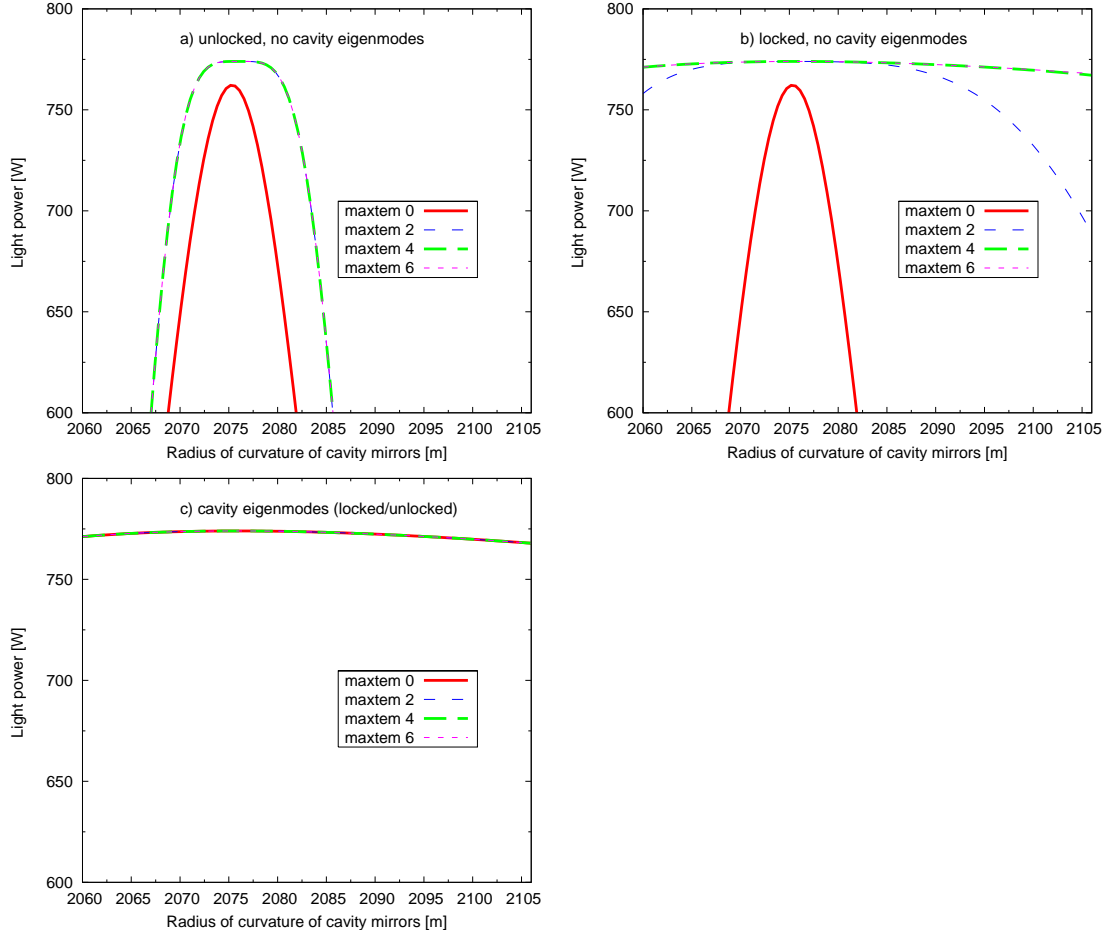 a) unlocked, no cavity eigenmodes
800
750
700
650
600
Light power [W]
maxtem 0
maxtem 2
maxtem 4
maxtem 6
2060 2065 2070 2075 2080 2085 2090 2095 2100 2105
Radius of curvature of cavity mirrors [m]
b) locked, no cavity eigenmodes
800
750
700
650
600
Light power [W]
maxtem 0
maxtem 2
maxtem 4
maxtem 6
2060 2065 2070 2075 2080 2085 2090 2095 2100 2105
Radius of curvature of cavity mirrors [m]
c) cavity eigenmodes (locked/unlocked)
800
750
700
650
600
Light power [W]
maxtem 0
maxtem 2
maxtem 4
maxtem 6
2060 2065 2070 2075 2080 2085 2090 2095 2100 2105
Radius of curvature of cavity mirrors [m]